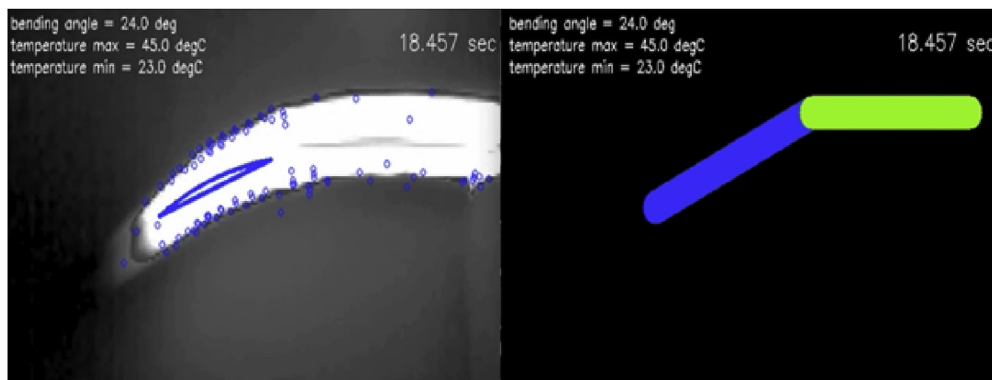 bending angle = 24.0 deg
temperature max = 45.0 degC
temperature min = 23.0 degC
18.457 sec
bending angle = 24.0 deg
temperature max = 45.0 degC
temperature min = 23.0 degC
18.457 sec